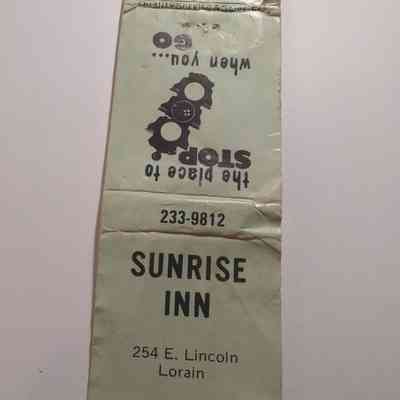 the place to
STOP
when you...
GO
233-9812
SUNRISE
INN
254 E. Lincoln
Lorain